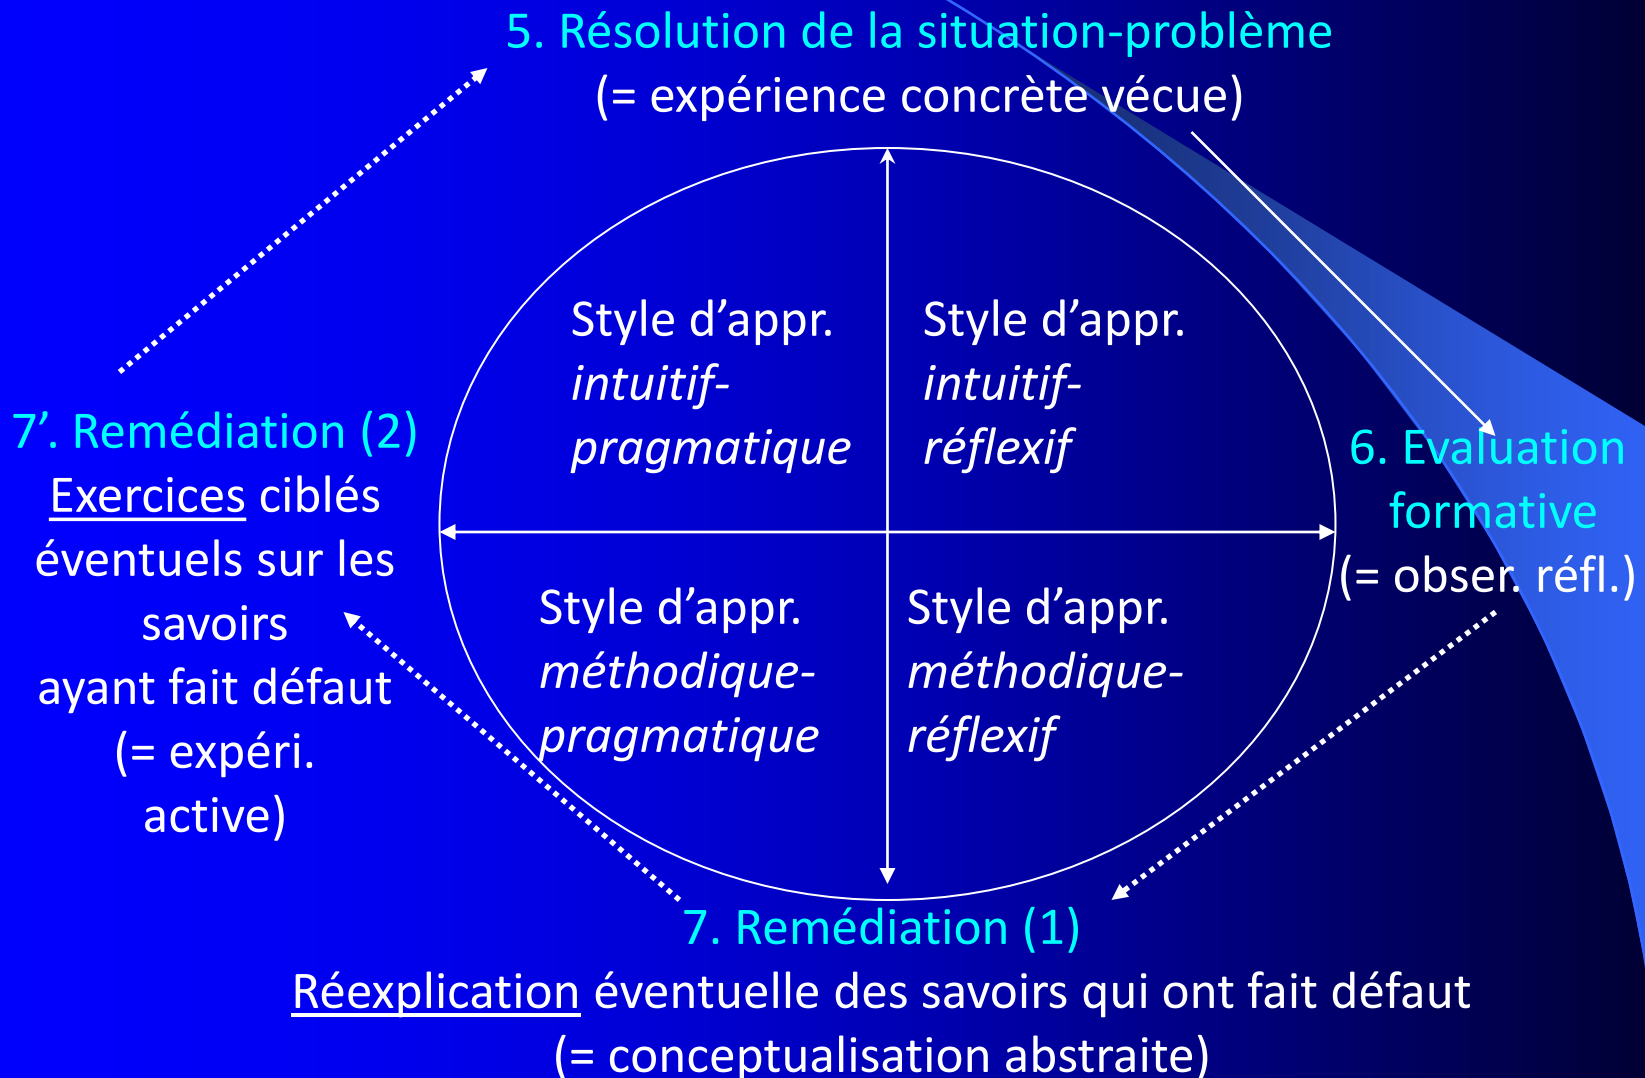 5. Résolution de la situation-problème
(= expérience concrète vécue)
Style d’appr.
intuitif-
pragmatique
Style d’appr.
intuitif-
réflexif
7’. Remédiation (2)
Exercices ciblés
éventuels sur les
savoirs
ayant fait défaut
(= expéri.
active)
6. Evaluation
formative
(= obser. réfl.)
Style d’appr.
méthodique-
pragmatique
Style d’appr.
méthodique-
réflexif
7. Remédiation (1)
Réexplication éventuelle des savoirs qui ont fait défaut
(= conceptualisation abstraite)